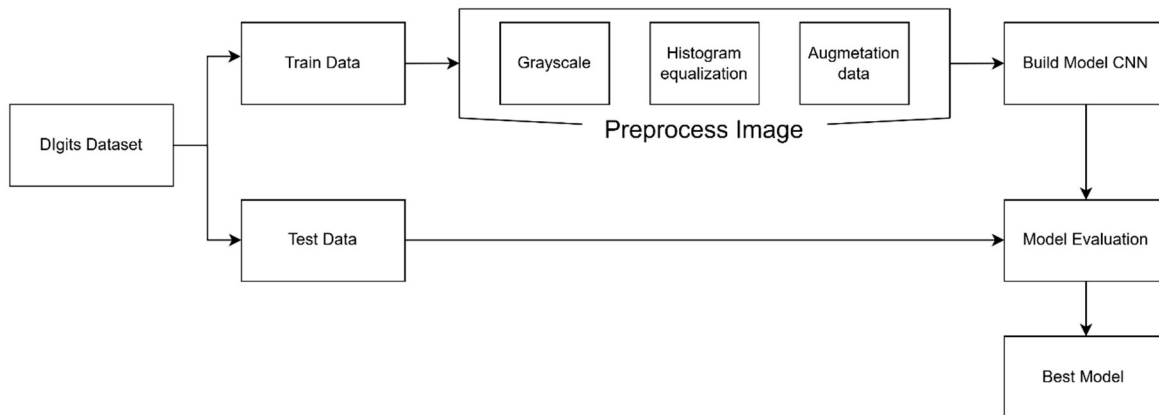 Train Data
Grayscale
Histogram
equalization
Augmetation
data
Build Model CNN
Preprocess Image
DIgits Dataset
Test Data
Model Evaluation
Best Model